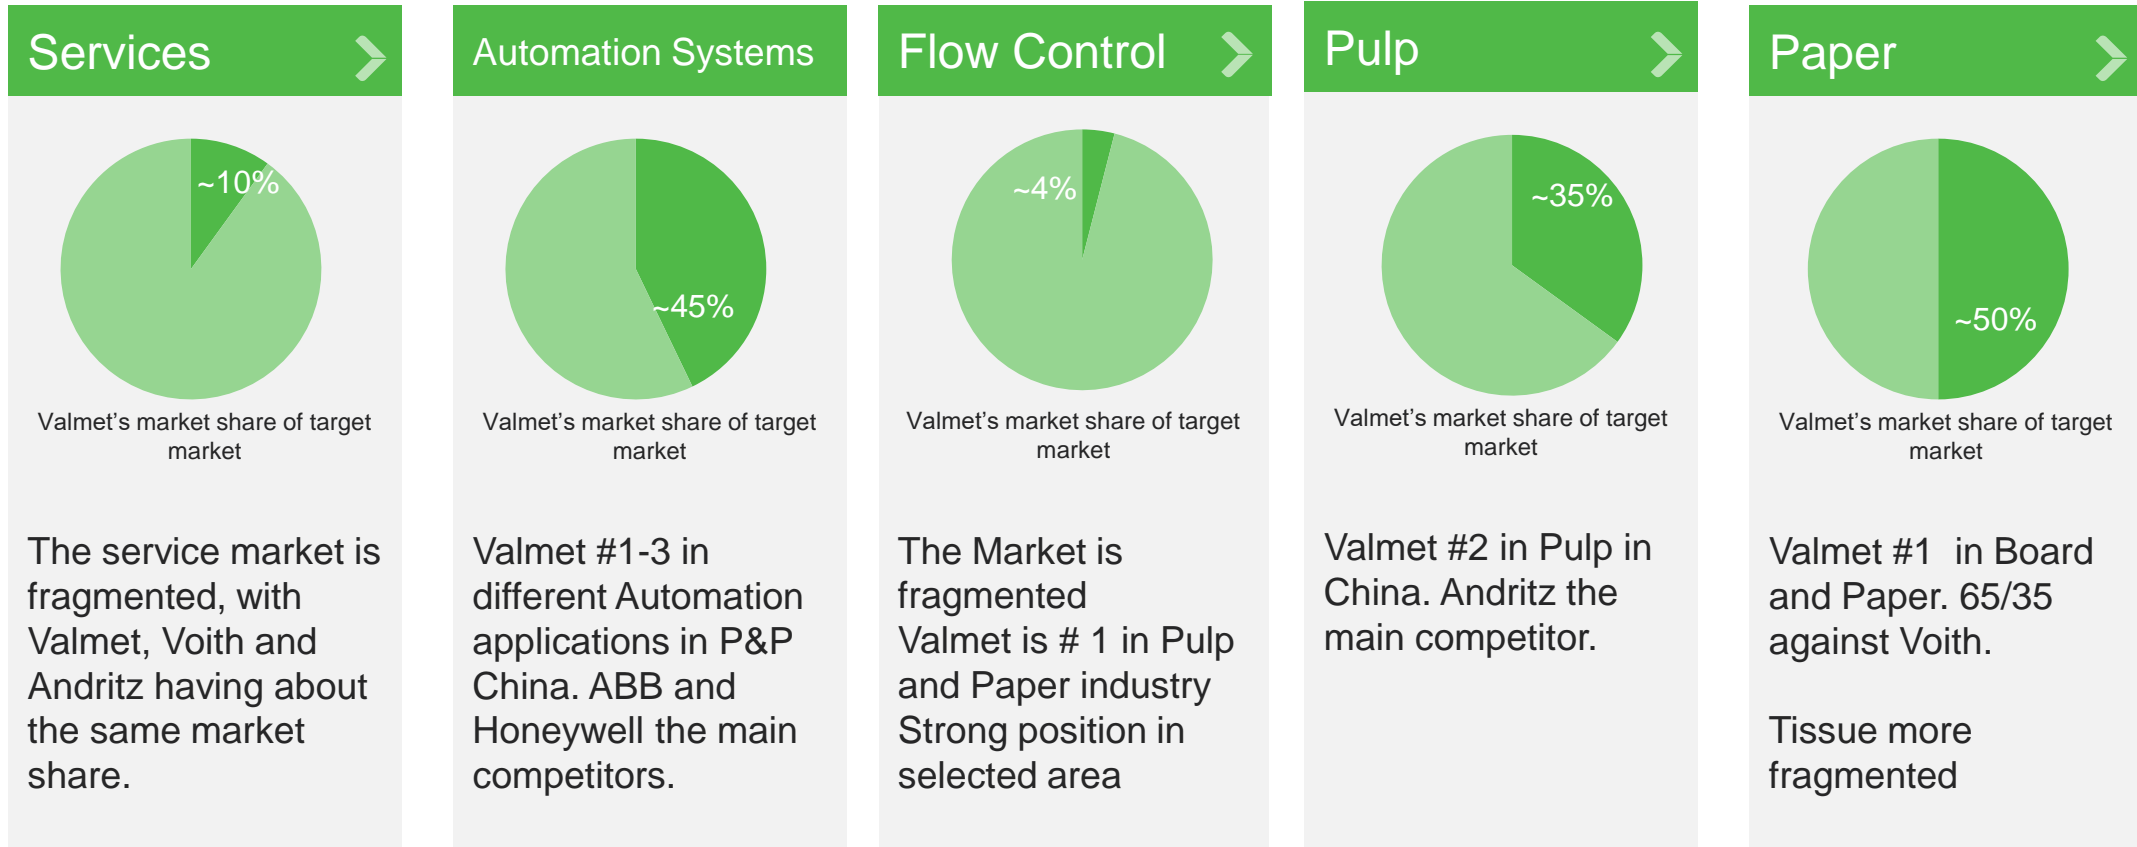 Services
~10%
Valmet’s market share of target
market
The service market is
fragmented, with
Valmet, Voith and
Andritz having about
the same market
share.
Automation Systems
~45%
Valmet’s market share of target
market
Valmet #1-3 in
different Automation
applications in P&P
China. ABB and
Honeywell the main
competitors.
Flow Control
~4%
Valmet’s market share of target
market
The Market is
fragmented
Valmet is # 1 in Pulp
and Paper industry
Strong position in
selected area
Pulp
~35%
Valmet’s market share of target
market
Valmet #2 in Pulp in
China. Andritz the
main competitor.
Paper
~50%
Valmet’s market share of target
market
Valmet #1  in Board
and Paper. 65/35
against Voith.
Tissue more
fragmented